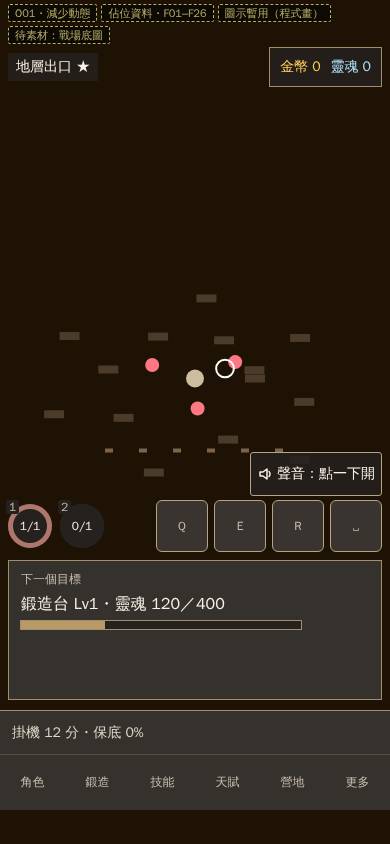 001・減少動態 佔位資料・F01–F26 圖示暫用（程式畫）
待素材：戰場底圖
地層出口 ★ 金幣 0 靈魂 0
聲音：點一下開
1 1/1 2 0/1 Q E R ⎵
下一個目標
鍛造台 Lv1・靈魂 120／400
掛機 12 分・保底 0%
角色 鍛造 技能 天賦 營地 更多